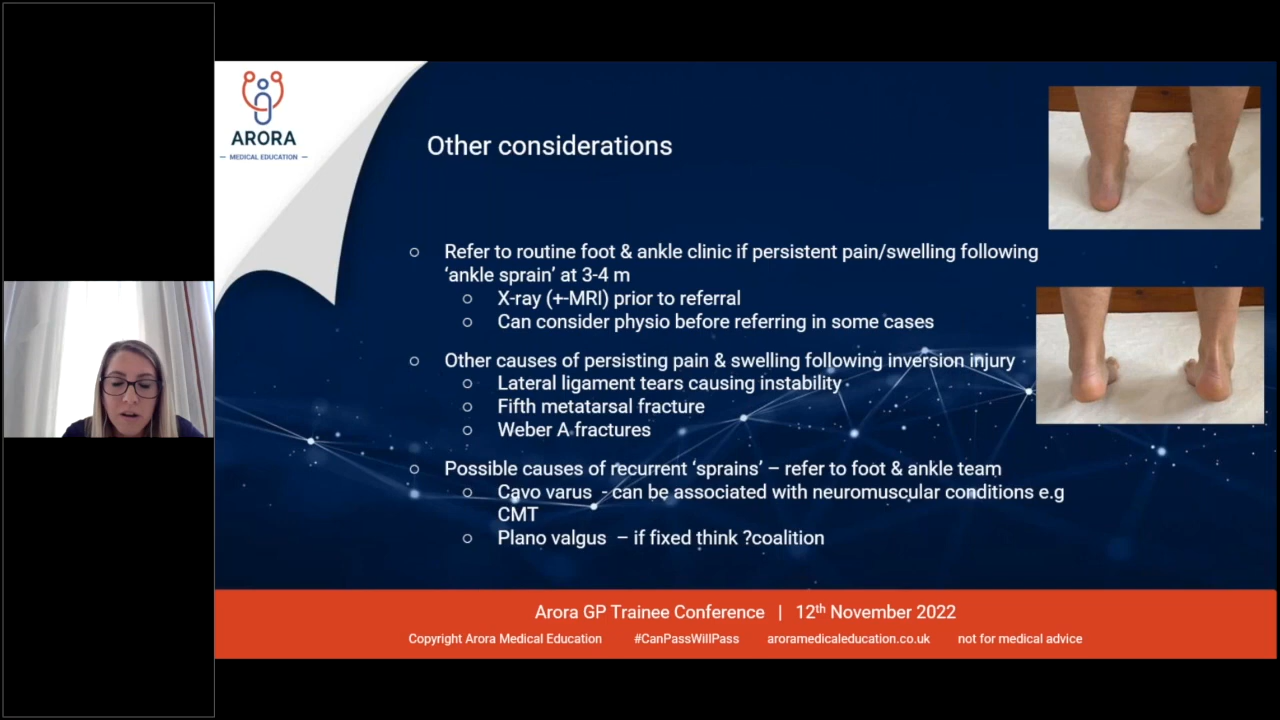 ARORA
MEDICAL EDUCATION
Other considerations
Refer to routine foot & ankle clinic if persistent pain/swelling following
‘ankle sprain’ at 3-4 m
X-ray (+-MRI) prior to referral
Can consider physio before referring in some cases
Other causes of persisting pain & swelling following inversion injury
Lateral ligament tears causing instability
Fifth metatarsal fracture
Weber A fractures
Possible causes of recurrent ‘sprains’ – refer to foot & ankle team
Cavo varus - can be associated with neuromuscular conditions e.g
CMT
Plano valgus – if fixed think ?coalition
Arora GP Trainee Conference | 12th November 2022
Copyright Arora Medical Education #CanPassWillPass aroramedicaleducation.co.uk not for medical advice